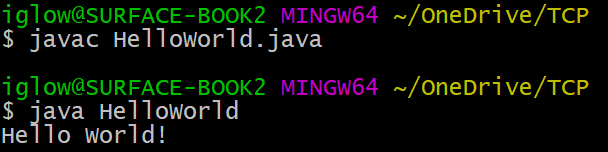 iglow@SURFACE-BOOK2 MINGW64 ~/OneDrive/TCP
$ javac HelloWorld.java
iglow@SURFACE-BOOK2 MINGW64 ~/OneDrive/TCP
$ java HelloWorld
Hello World!